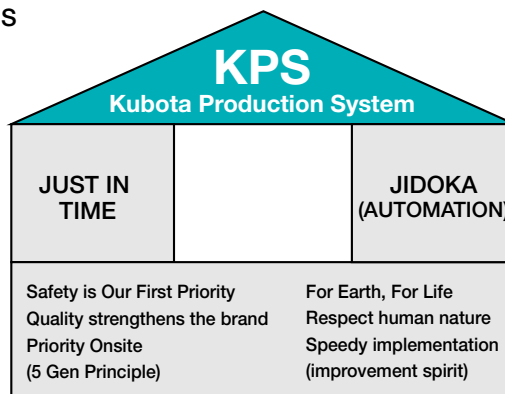 s
KPS
Kubota Production System
JUST IN
TIME
JIDOKA
(AUTOMATION)
Safety is Our First Priority
Quality strengthens the brand
Priority Onsite
(5 Gen Principle)
For Earth, For Life
Respect human nature
Speedy implementation
(improvement spirit)